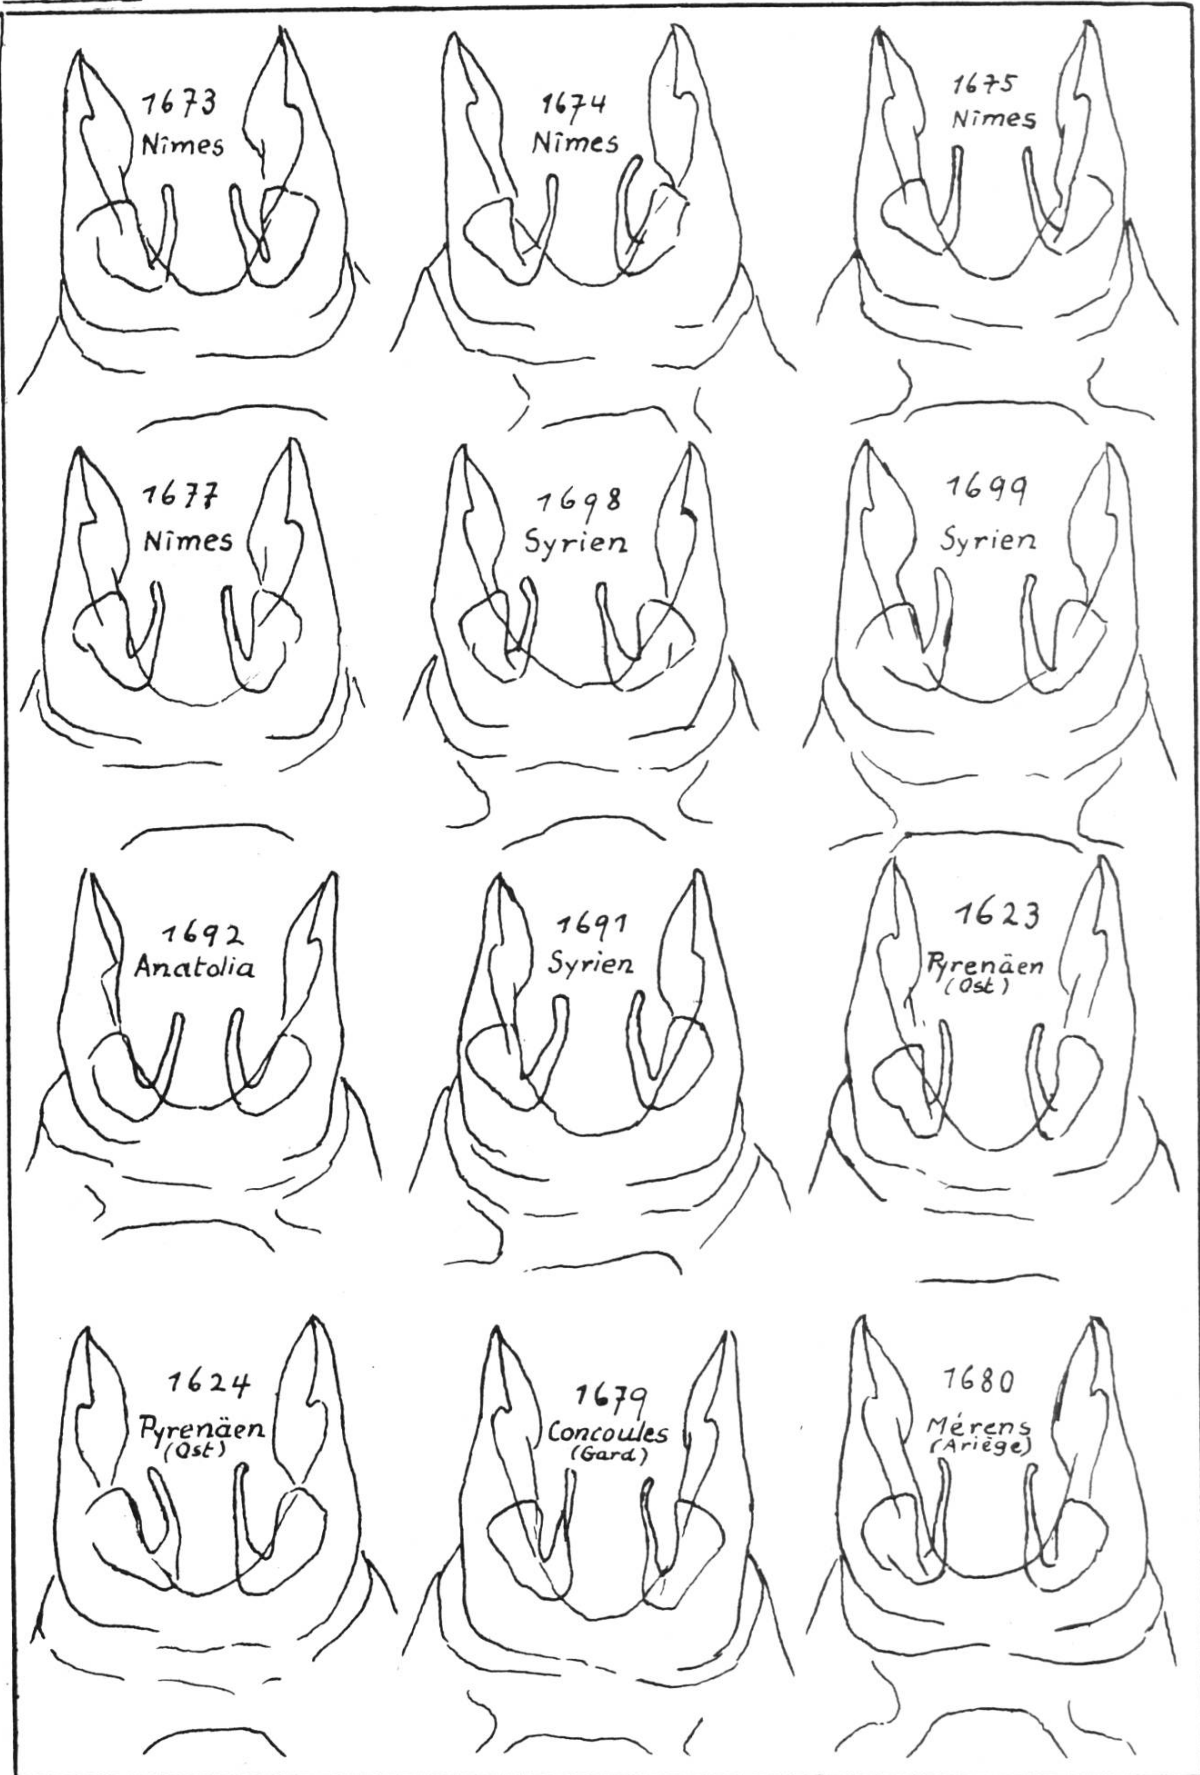 1673
Nîmes
1674
Nîmes
1675
Nîmes
1677
Nîmes
1698
Syrien
1699
Syrien
1692
Anatolia
1691
Syrien
1623
Pyrenäen
(Ost)
1624
Pyrenäen
(Ost)
1679
Concoules
(Gard)
1680
Mérens
(Ariège)